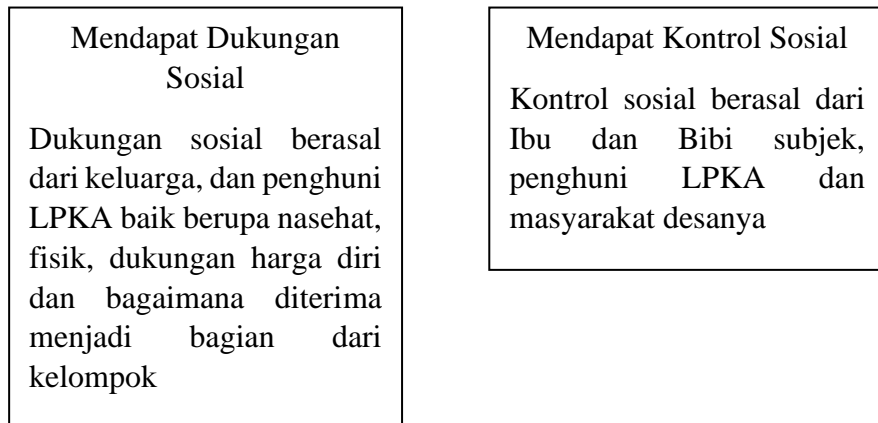 Mendapat Dukungan
Sosial
Dukungan sosial berasal
dari keluarga, dan penghuni
LPKA baik berupa nasehat,
fisik, dukungan harga diri
dan bagaimana diterima
menjadi bagian dari
kelompok
Mendapat Kontrol Sosial
Kontrol sosial berasal dari
Ibu dan Bibi subjek,
penghuni LPKA dan
masyarakat desanya